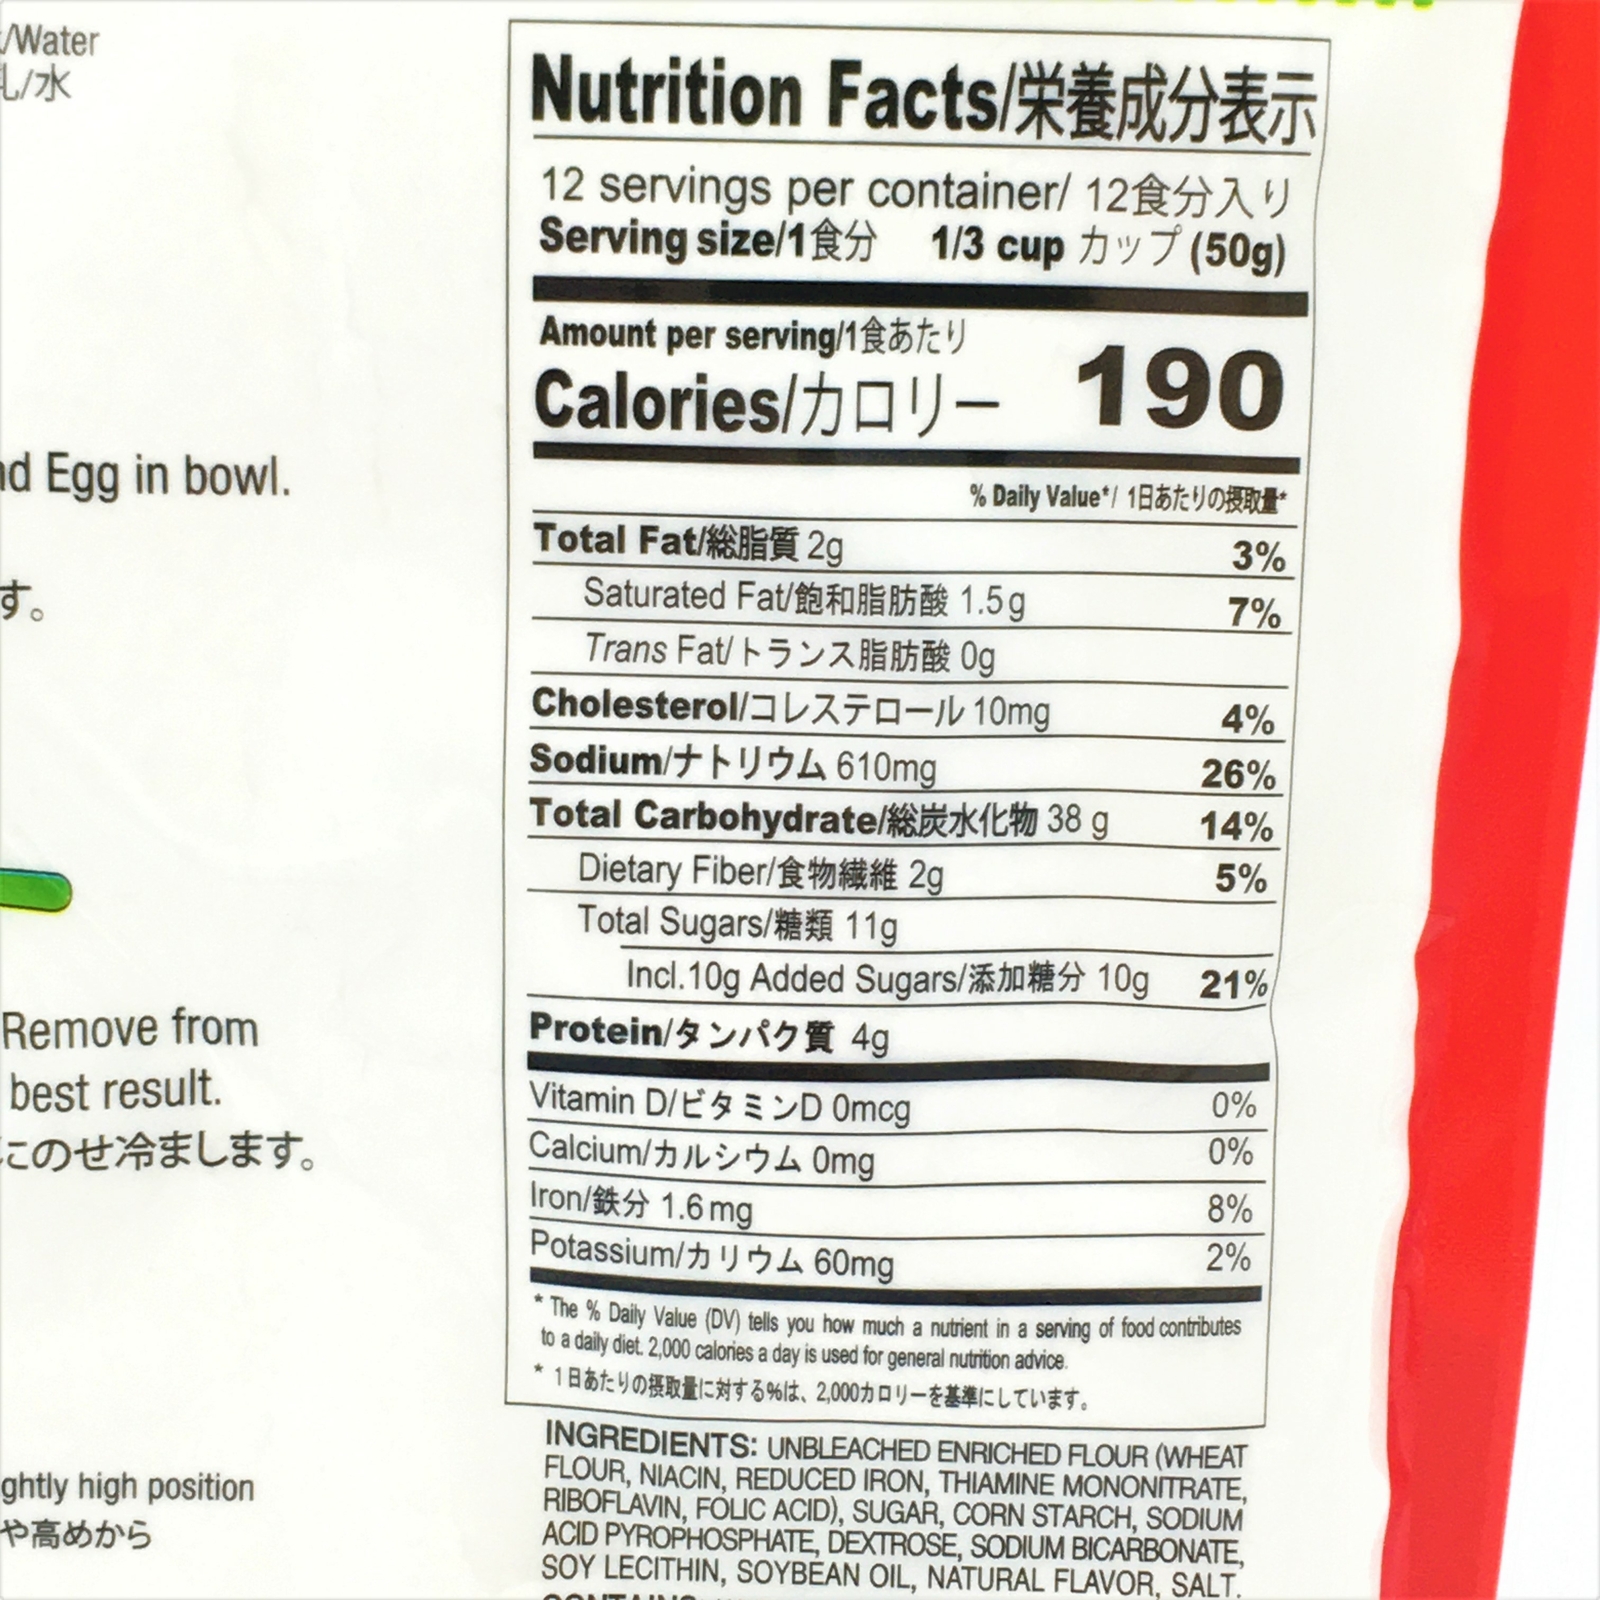 /Water
乳/水
Egg in bowl.
す。
Remove from
best result.
にのせ冷まします。
high position
や高めから
Nutrition Facts/栄養成分表示
12 servings per container/ 12食分入り
Serving size/1食分 1/3 cup カップ (50g)
Amount per serving/1食あたり
Calories/カロリー 190
% Daily Value*/ 1日あたりの摂取量*
Total Fat/総脂質 2g 3%
Saturated Fat/飽和脂肪酸 1.5g 7%
Trans Fat/トランス脂肪酸 0g
Cholesterol/コレステロール 10mg 4%
Sodium/ナトリウム 610mg 26%
Total Carbohydrate/総炭水化物 38 g 14%
Dietary Fiber/食物繊維 2g 5%
Total Sugars/糖類 11g
Incl.10g Added Sugars/添加糖分 10g 21%
Protein/タンパク質 4g
Vitamin D/ビタミンD 0mcg 0%
Calcium/カルシウム 0mg 0%
Iron/鉄分 1.6mg 8%
Potassium/カリウム 60mg 2%
* The % Daily Value (DV) tells you how much a nutrient in a serving of food contributes
to a daily diet. 2,000 calories a day is used for general nutrition advice.
* 1日あたりの摂取量に対する%は、2,000カロリーを基準にしています。
INGREDIENTS: UNBLEACHED ENRICHED FLOUR (WHEAT
FLOUR, NIACIN, REDUCED IRON, THIAMINE MONONITRATE,
RIBOFLAVIN, FOLIC ACID), SUGAR, CORN STARCH, SODIUM
ACID PYROPHOSPHATE, DEXTROSE, SODIUM BICARBONATE,
SOY LECITHIN, SOYBEAN OIL, NATURAL FLAVOR, SALT.